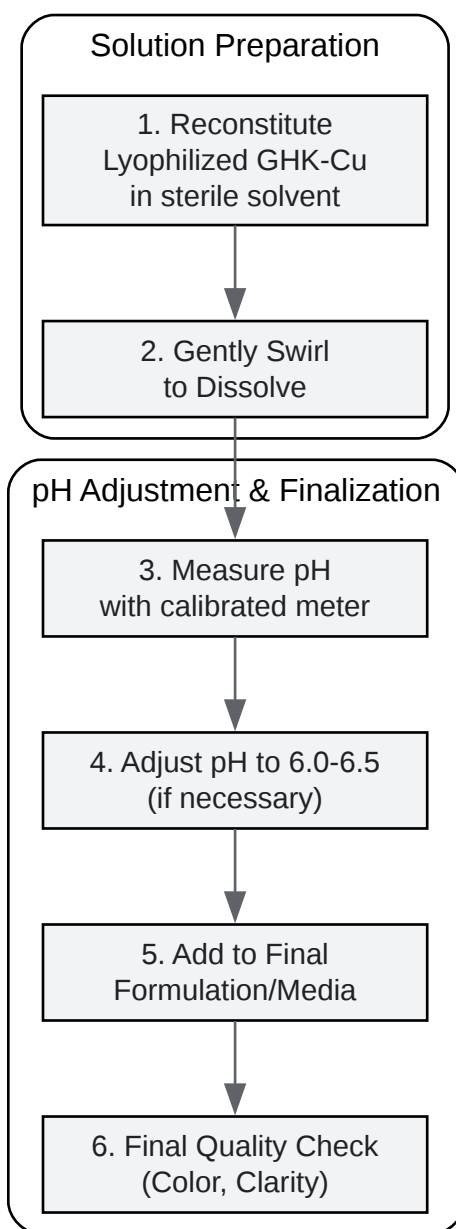 Solution Preparation
1. Reconstitute
Lyophilized GHK-Cu
in sterile solvent
2. Gently Swirl
to Dissolve
pH Adjustment & Finalization
3. Measure pH
with calibrated meter
4. Adjust pH to 6.0-6.5
(if necessary)
5. Add to Final
Formulation/Media
6. Final Quality Check
(Color, Clarity)